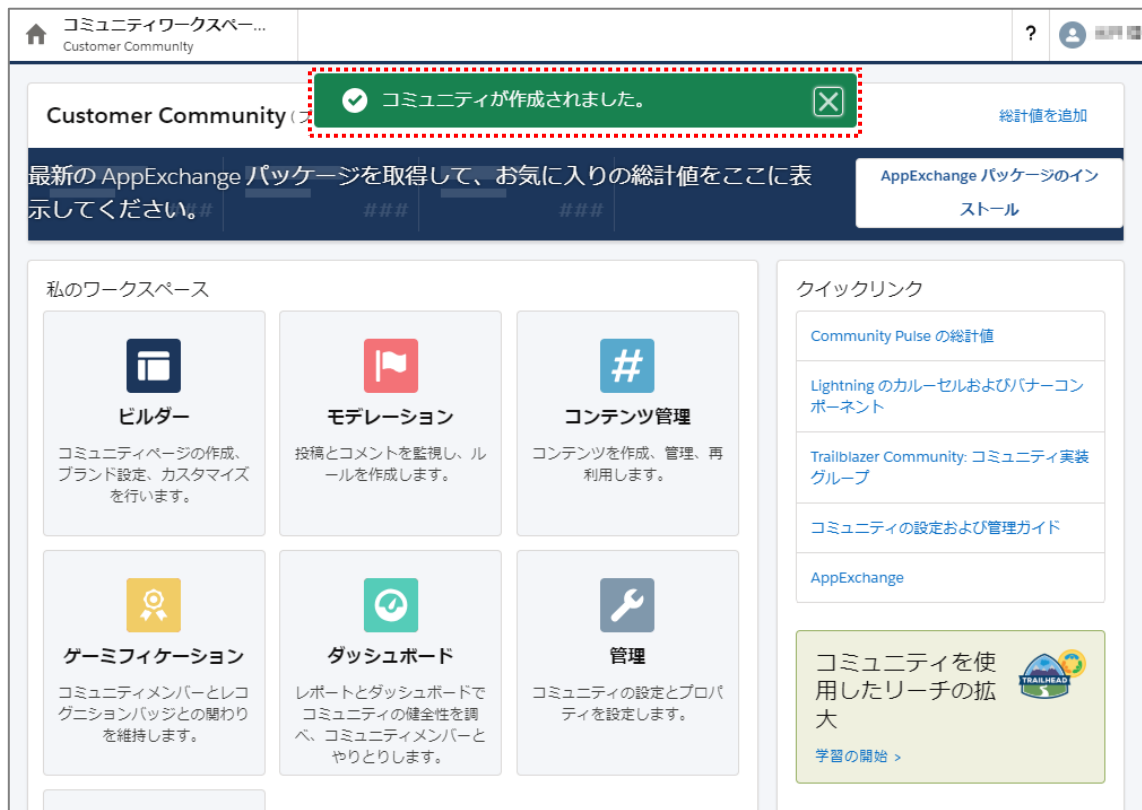 コミュニティワークスペー...
Customer Community
?
コミュニティが作成されました。
Customer Community
総計値を追加
最新の AppExchange パッケージを取得して、お気に入りの総計値をここに表
示してください。
###
###
AppExchange パッケージのイン
ストール
私のワークスペース
ビルダー
コミュニティページの作成、
ブランド設定、カスタマイズ
を行います。
モデレーション
投稿とコメントを監視し、ル
ールを作成します。
#
コンテンツ管理
コンテンツを作成、管理、再
利用します。
ゲーミフィケーション
コミュニティメンバーとレコ
グニションバッジとの関わり
を維持します。
ダッシュボード
レポートとダッシュボードで
コミュニティの健全性を調
べ、コミュニティメンバーと
やりとりします。
管理
コミュニティの設定とプロパ
ティを設定します。
クイックリンク
Community Pulse の総計値
Lightning のカルーセルおよびバナーコン
ポーネント
Trailblazer Community: コミュニティ実装
グループ
コミュニティの設定および管理ガイド
AppExchange
コミュニティを使
用したリーチの拡
大
TRAILHEAD
学習の開始 >